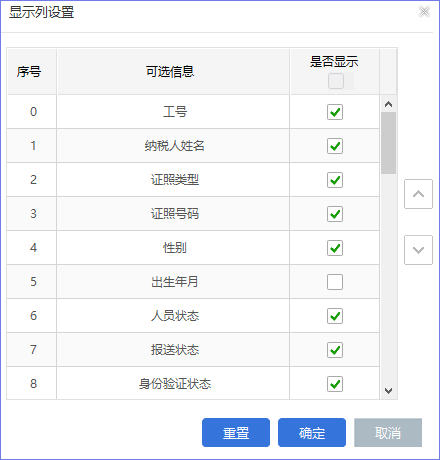 显示列设置
序号 可选信息 是否显示
0 工号
1 纳税人姓名
2 证照类型
3 证照号码
4 性别
5 出生年月
6 人员状态
7 报送状态
8 身份验证状态
重置 确定 取消